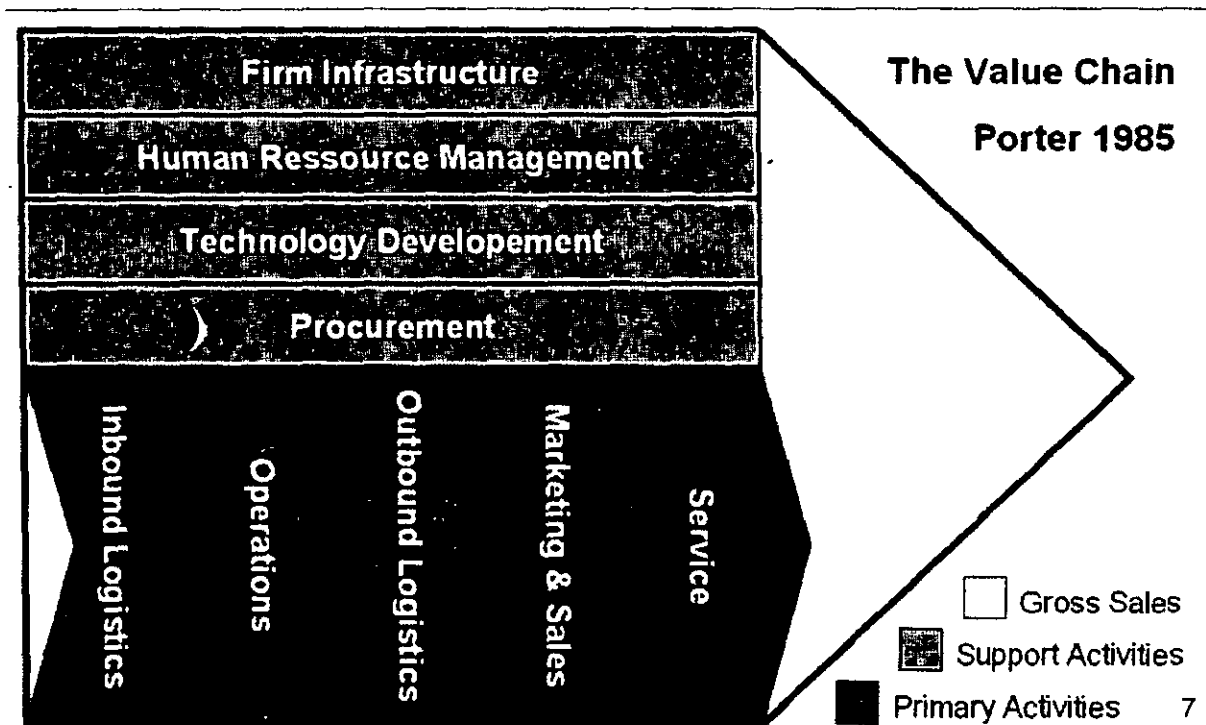 The Value Chain
Porter 1985
Firm Infrastructure
Human Ressource Management
Technology Developement
Procurement
Inbound Logistics
Operations
Outbound Logistics
Marketing & Sales
Service
Gross Sales
Support Activities
Primary Activities
7